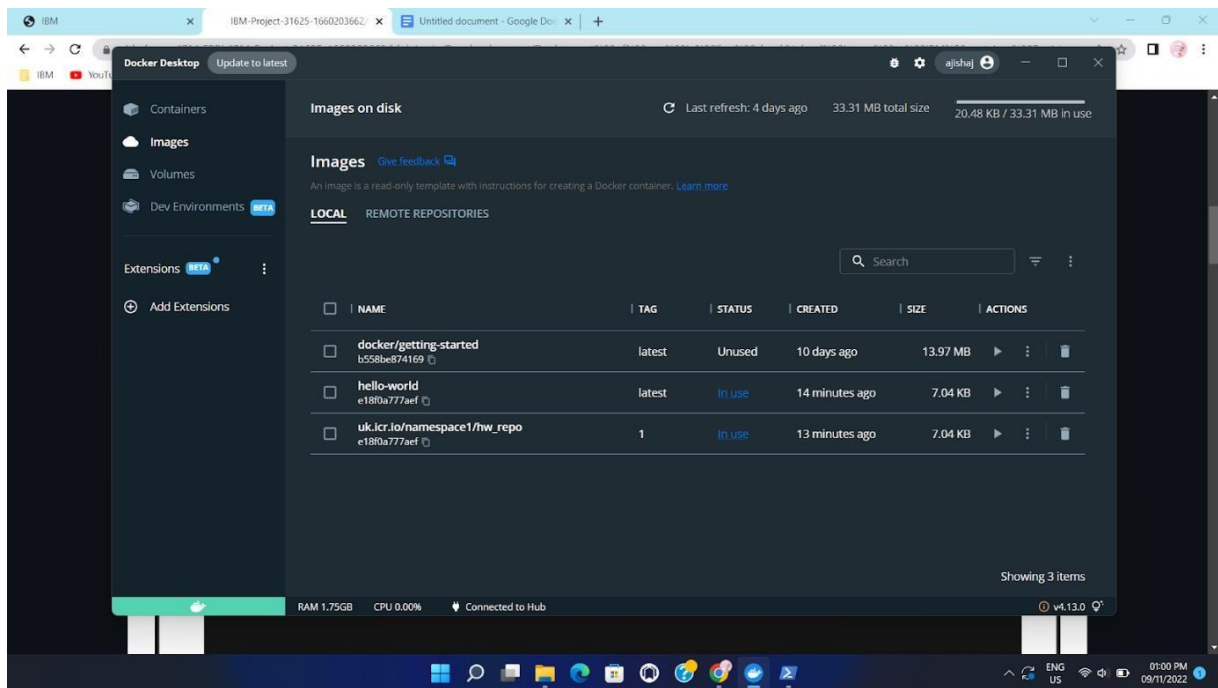 IBM
IBM-Project-31625-1660203662/
Untitled document - Google Doc
IBM
YouTu
Docker Desktop
Update to latest
ajishaj
Containers
Images
Volumes
Dev Environments BETA
Extensions BETA
Add Extensions
Images on disk
Last refresh: 4 days ago
33.31 MB total size
20.48 KB / 33.31 MB in use
Images Give feedback
An image is a read-only template with instructions for creating a Docker container. Learn more
LOCAL REMOTE REPOSITORIES
Search
NAME TAG STATUS CREATED SIZE ACTIONS
docker/getting-started latest Unused 10 days ago 13.97 MB
b558be874169
hello-world latest In use 14 minutes ago 7.04 KB
e18f0a777aef
uk.icr.io/namespace1/hw_repo 1 In use 13 minutes ago 7.04 KB
e18f0a777aef
Showing 3 items
RAM 1.75GB CPU 0.00% Connected to Hub
v4.13.0
ENG
US
01:00 PM
09/11/2022
1